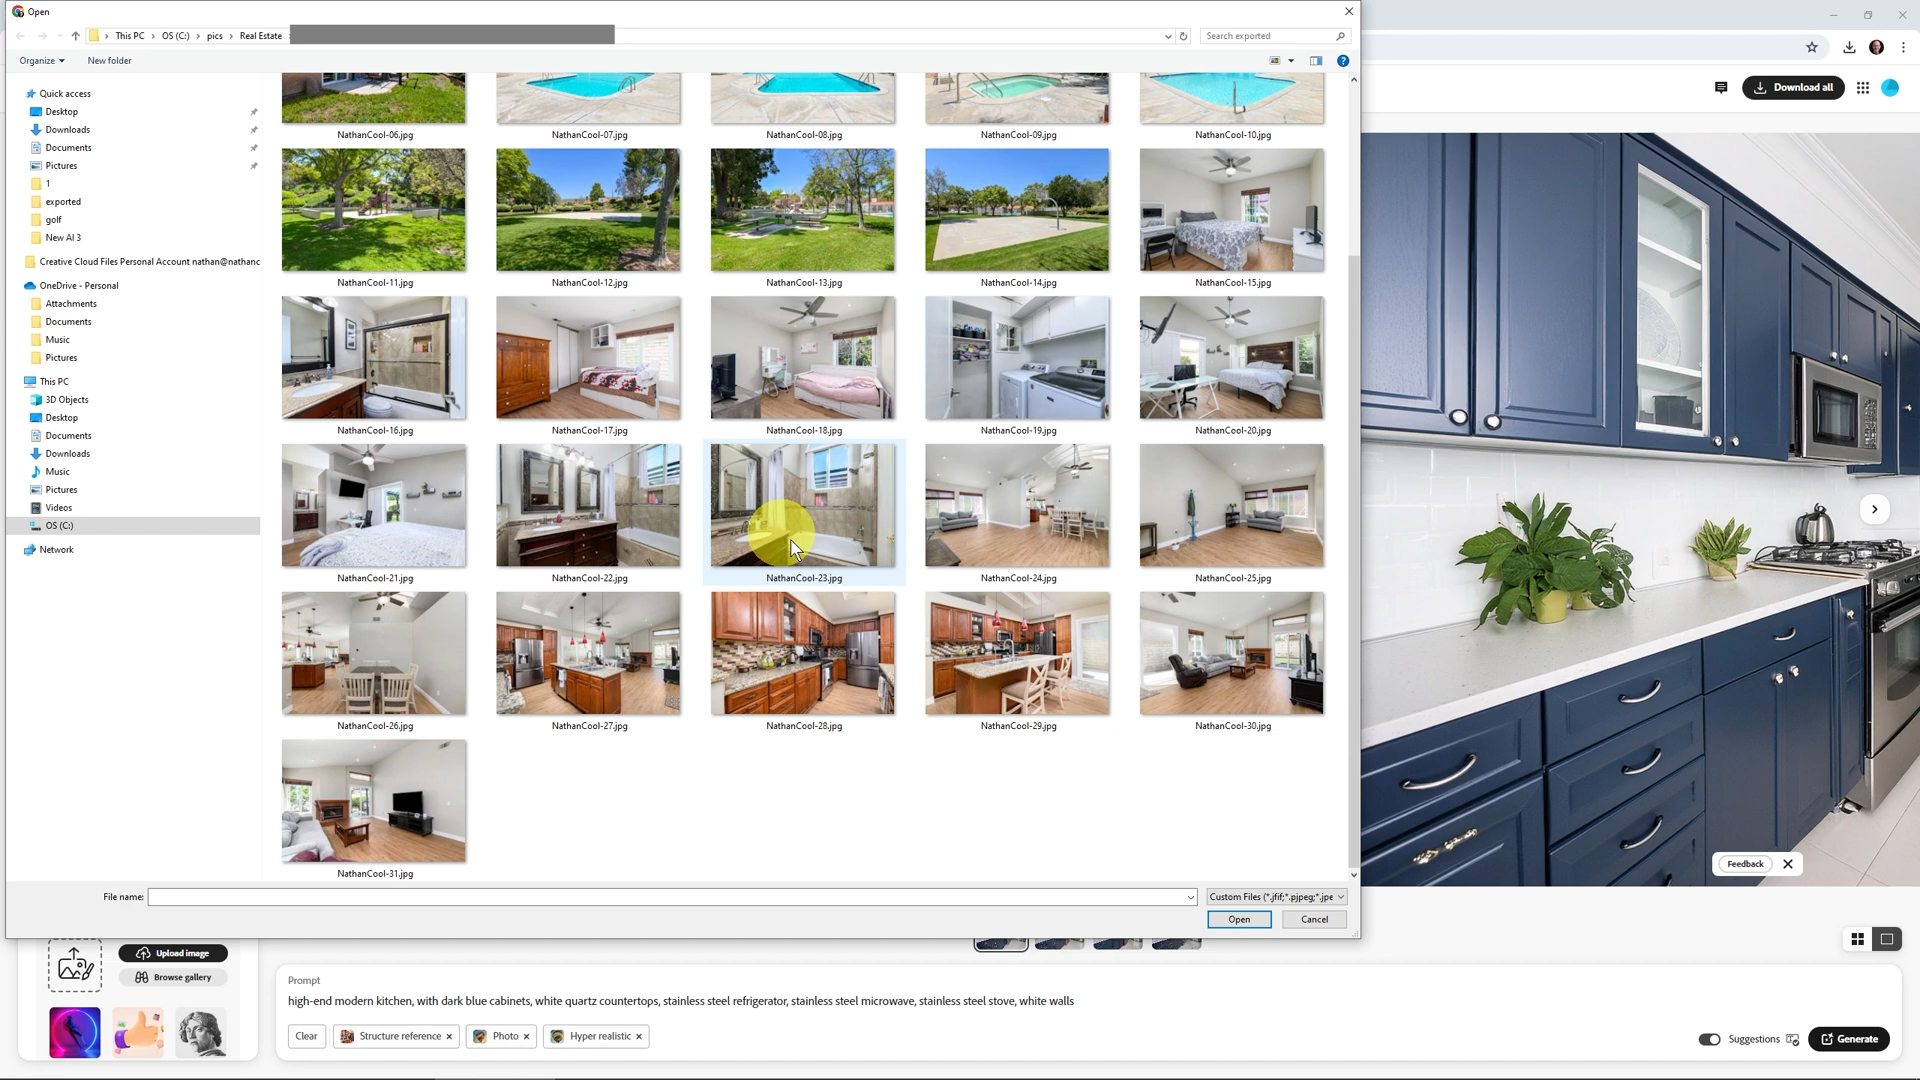 Open
This PC > OS (C:) > pics > Real Estate
Search exported
Organize
New folder
Quick access
Desktop
Downloads
Documents
Pictures
1
exported
golf
New AI 3
Creative Cloud Files Personal Account nathan@nathanc
OneDrive - Personal
Attachments
Documents
Music
Pictures
This PC
3D Objects
Desktop
Documents
Downloads
Music
Pictures
Videos
OS (C:)
Network
NathanCool-06.jpg
NathanCool-07.jpg
NathanCool-08.jpg
NathanCool-09.jpg
NathanCool-10.jpg
NathanCool-11.jpg
NathanCool-12.jpg
NathanCool-13.jpg
NathanCool-14.jpg
NathanCool-15.jpg
NathanCool-16.jpg
NathanCool-17.jpg
NathanCool-18.jpg
NathanCool-19.jpg
NathanCool-20.jpg
NathanCool-21.jpg
NathanCool-22.jpg
NathanCool-23.jpg
NathanCool-24.jpg
NathanCool-25.jpg
NathanCool-26.jpg
NathanCool-27.jpg
NathanCool-28.jpg
NathanCool-29.jpg
NathanCool-30.jpg
NathanCool-31.jpg
File name:
Custom Files (*.jfif;*.pjpeg;*.jpe
Open
Cancel
Download all
Feedback
Upload image
Browse gallery
Prompt
high-end modern kitchen, with dark blue cabinets, white quartz countertops, stainless steel refrigerator, stainless steel microwave, stainless steel stove, white walls
Clear
Structure reference
Photo
Hyper realistic
Suggestions
Generate